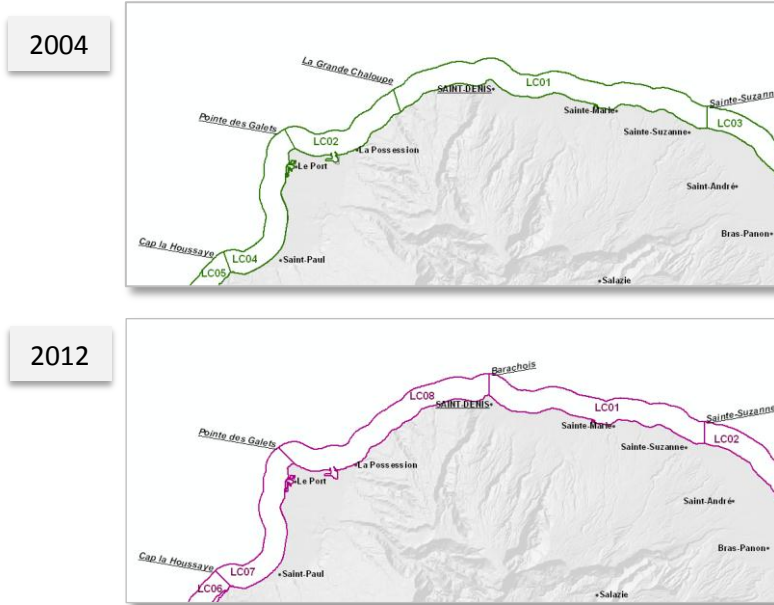 2004
La Grande Chaloupe
SAINT-DENIS
LC01
Sainte-Marie
Sainte-Suzanne
Pointe des Galets
LC02
La Possession
Sainte-Suzanne
LC03
Le Port
Saint-André
Bras-Panon
Cap la Houssaye
LC04
Saint-Paul
LC05
Salazie
2012
Barachois
LC08
SAINT-DENIS
LC01
Sainte-Marie
Sainte-Suzanne
Pointe des Galets
Sainte-Suzanne
LC02
La Possession
Le Port
Saint-André
Bras-Panon
Cap la Houssaye
LC07
Saint-Paul
LC06
Salazie